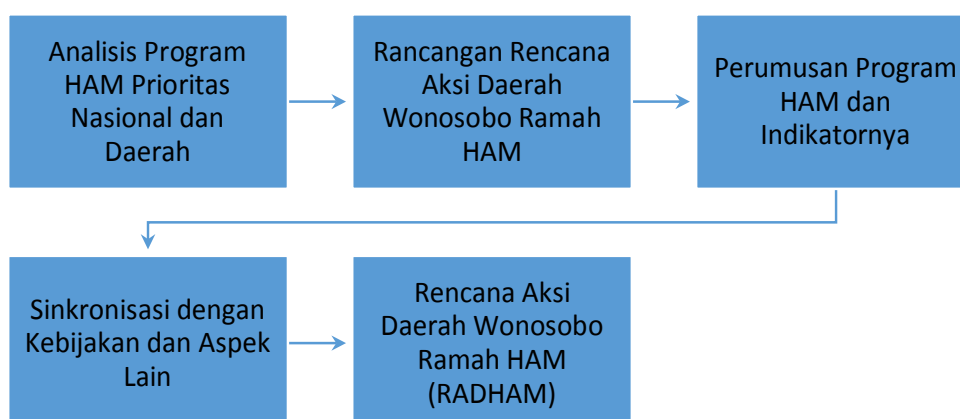 Analisis Program
HAM Prioritas
Nasional dan
Daerah
Rancangan Rencana
Aksi Daerah
Wonosobo Ramah
HAM
Perumusan Program
HAM dan
Indikatornya
Sinkronisasi dengan
Kebijakan dan Aspek
Lain
Rencana Aksi
Daerah Wonosobo
Ramah HAM
(RADHAM)